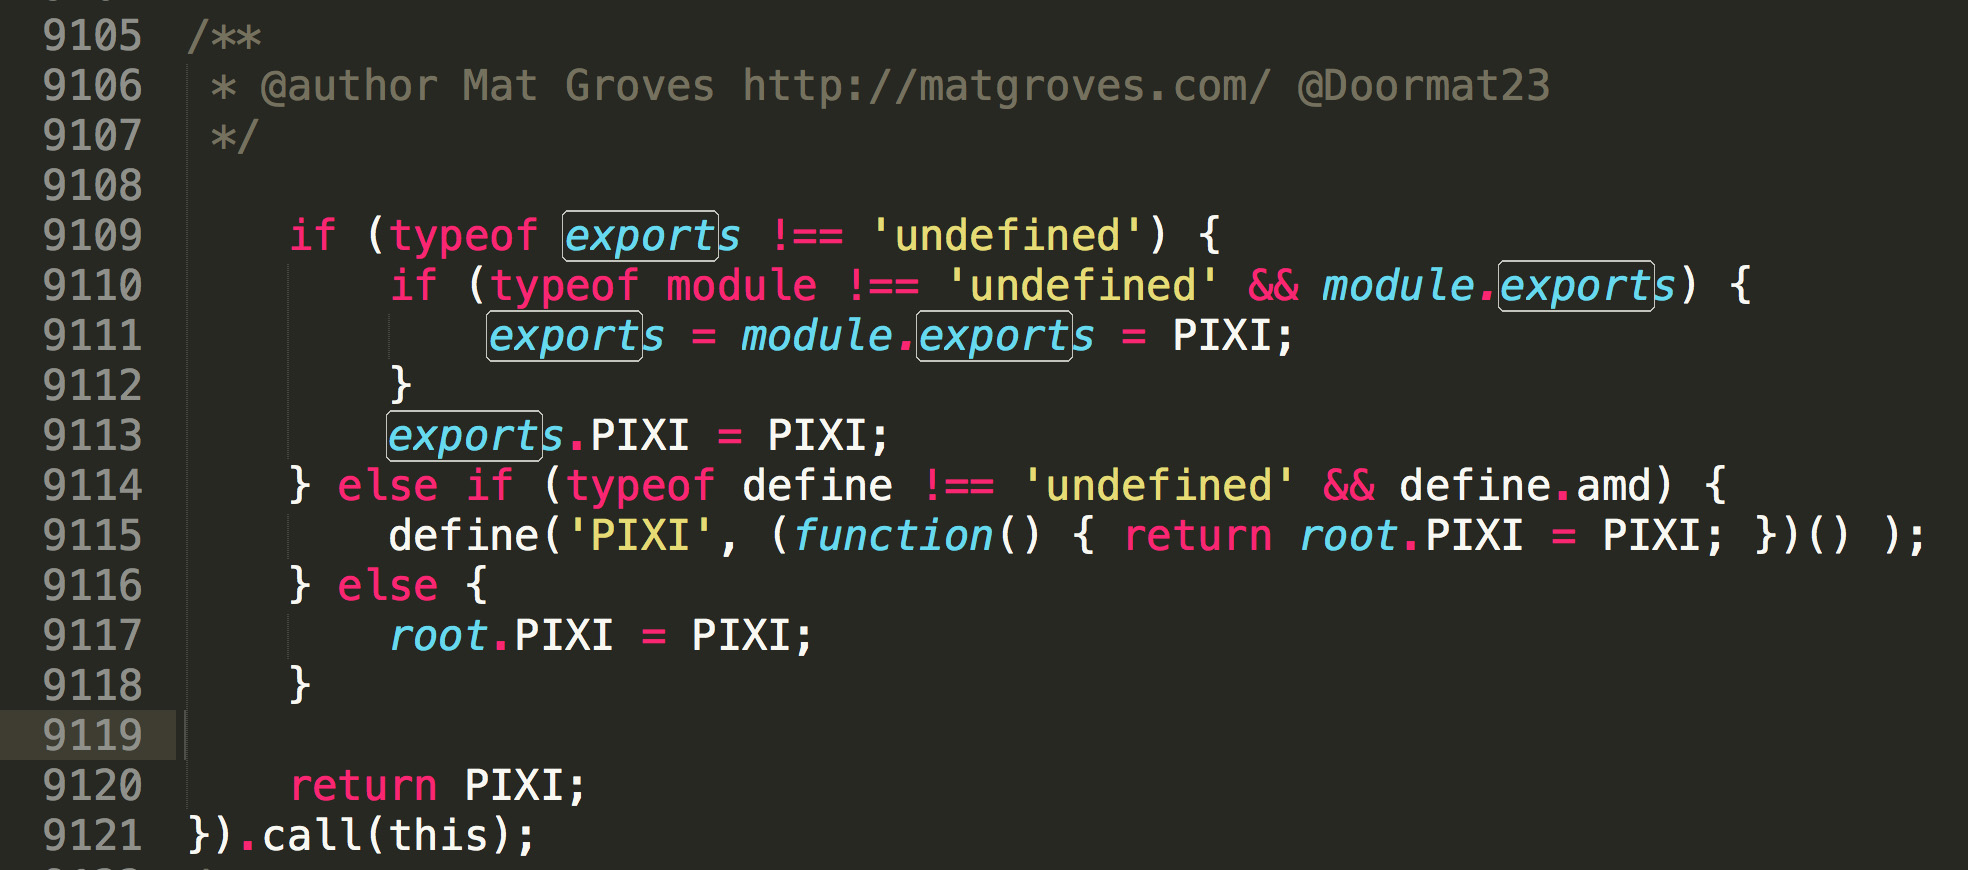 9105 /**
9106  * @author Mat Groves http://matgroves.com/ @Doormat23
9107  */
9108
9109     if (typeof exports !== 'undefined') {
9110         if (typeof module !== 'undefined' && module.exports) {
9111             exports = module.exports = PIXI;
9112         }
9113         exports.PIXI = PIXI;
9114     } else if (typeof define !== 'undefined' && define.amd) {
9115         define('PIXI', (function() { return root.PIXI = PIXI; })() );
9116     } else {
9117         root.PIXI = PIXI;
9118     }
9119
9120     return PIXI;
9121 }).call(this);